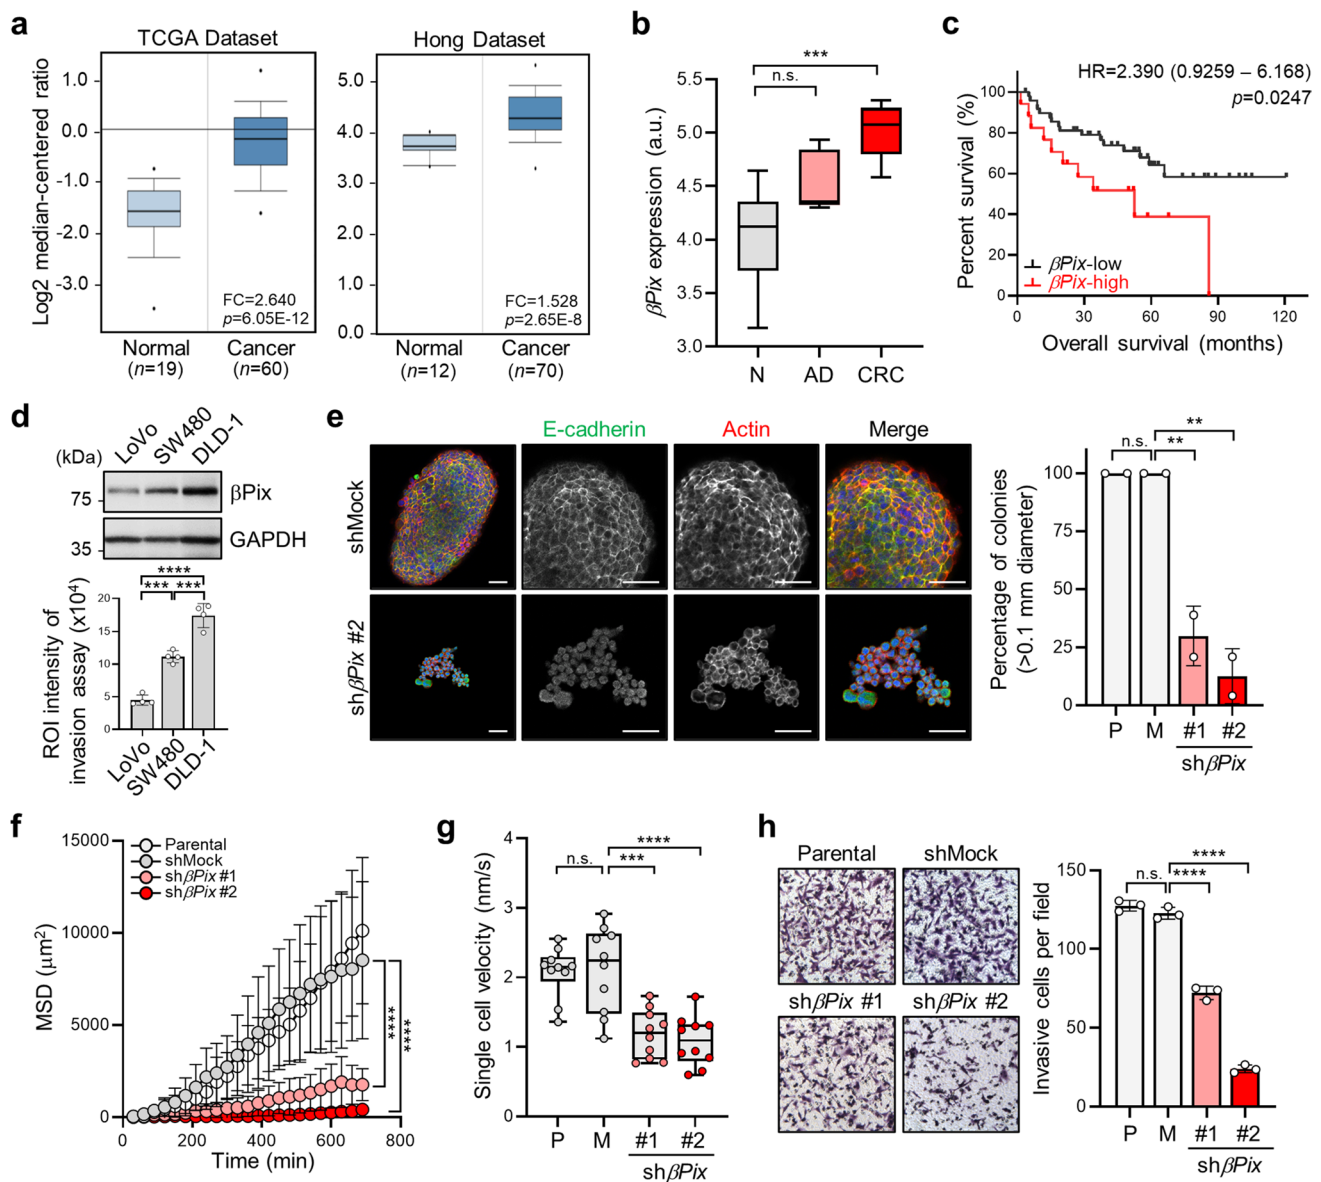 a
TCGA Dataset
Hong Dataset
Log2 median-centered ratio
1.0
0.0
-1.0
-2.0
-3.0
FC=2.640
p=6.05E-12
Normal
(n=19)
Cancer
(n=60)
5.0
4.0
3.0
2.0
1.0
0.0
FC=1.528
p=2.65E-8
Normal
(n=12)
Cancer
(n=70)
b
βPix expression (a.u.)
5.5
5.0
4.5
4.0
3.5
3.0
***
n.s.
N AD CRC
c
HR=2.390 (0.9259 – 6.168)
p=0.0247
Percent survival (%)
100
80
60
40
20
0
βPix-low
βPix-high
0 30 60 90 120
Overall survival (months)
d
LoVo SW480 DLD-1
(kDa)
75
βPix
35
GAPDH
ROI intensity of
invasion assay (x10⁴)
20
15
10
5
0
****
*** ***
LoVo SW480 DLD-1
e
E-cadherin Actin Merge
shMock
shβPix #2
Percentage of colonies
(>0.1 mm diameter)
100
75
50
25
0
**
n.s. **
P M #1 #2
shβPix
f
MSD (μm²)
15000
10000
5000
0
Parental
shMock
shβPix #1
shβPix #2
****
****
0 200 400 600 800
Time (min)
g
Single cell velocity (nm/s)
4
3
2
1
0
****
n.s. ***
P M #1 #2
shβPix
h
Parental shMock
shβPix #1 shβPix #2
Invasive cells per field
150
100
50
0
****
n.s. ****
P M #1 #2
shβPix